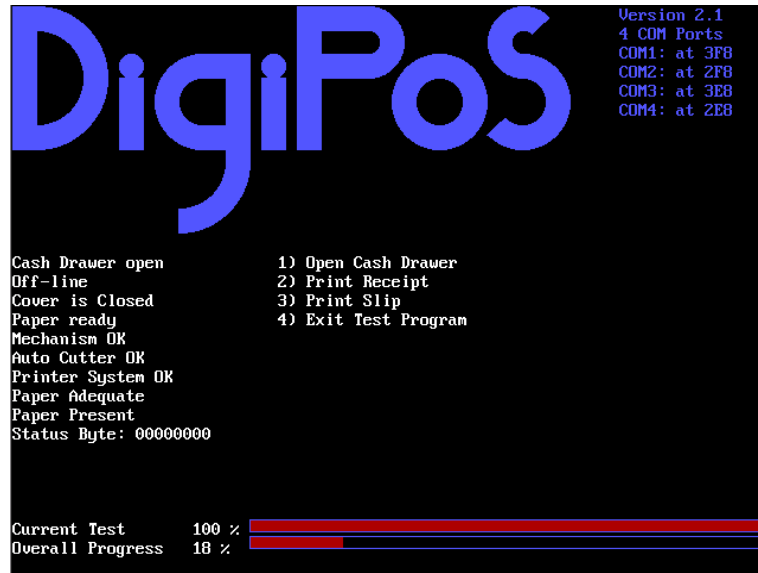 DigiPoS
Version 2.1
4 COM Ports
COM1: at 3F8
COM2: at 2F8
COM3: at 3E8
COM4: at 2E8
Cash Drawer open
Off-line
Cover is Closed
Paper ready
Mechanism OK
Auto Cutter OK
Printer System OK
Paper Adequate
Paper Present
Status Byte: 00000000
1) Open Cash Drawer
2) Print Receipt
3) Print Slip
4) Exit Test Program
Current Test 100 %
Overall Progress 18 %